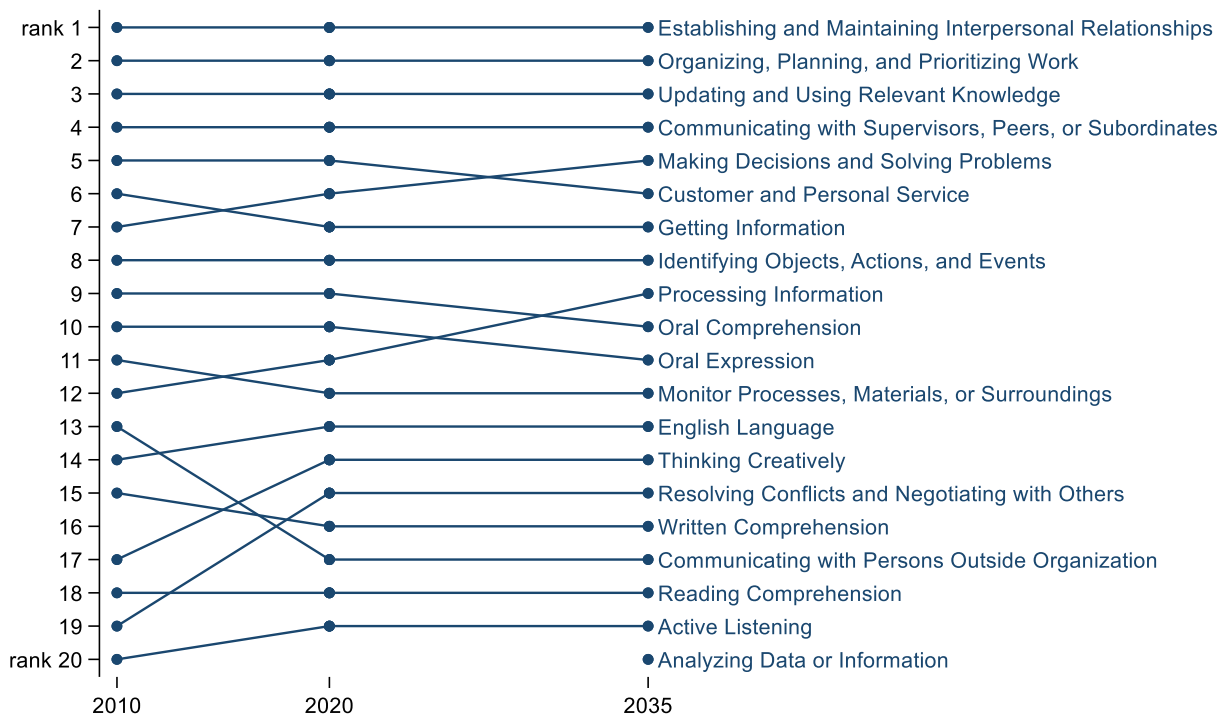 rank 1 Establishing and Maintaining Interpersonal Relationships
2 Organizing, Planning, and Prioritizing Work
3 Updating and Using Relevant Knowledge
4 Communicating with Supervisors, Peers, or Subordinates
5 Making Decisions and Solving Problems
6 Customer and Personal Service
7 Getting Information
8 Identifying Objects, Actions, and Events
9 Processing Information
10 Oral Comprehension
11 Oral Expression
12 Monitor Processes, Materials, or Surroundings
13 English Language
14 Thinking Creatively
15 Resolving Conflicts and Negotiating with Others
16 Written Comprehension
17 Communicating with Persons Outside Organization
18 Reading Comprehension
19 Active Listening
rank 20 Analyzing Data or Information
2010 2020 2035